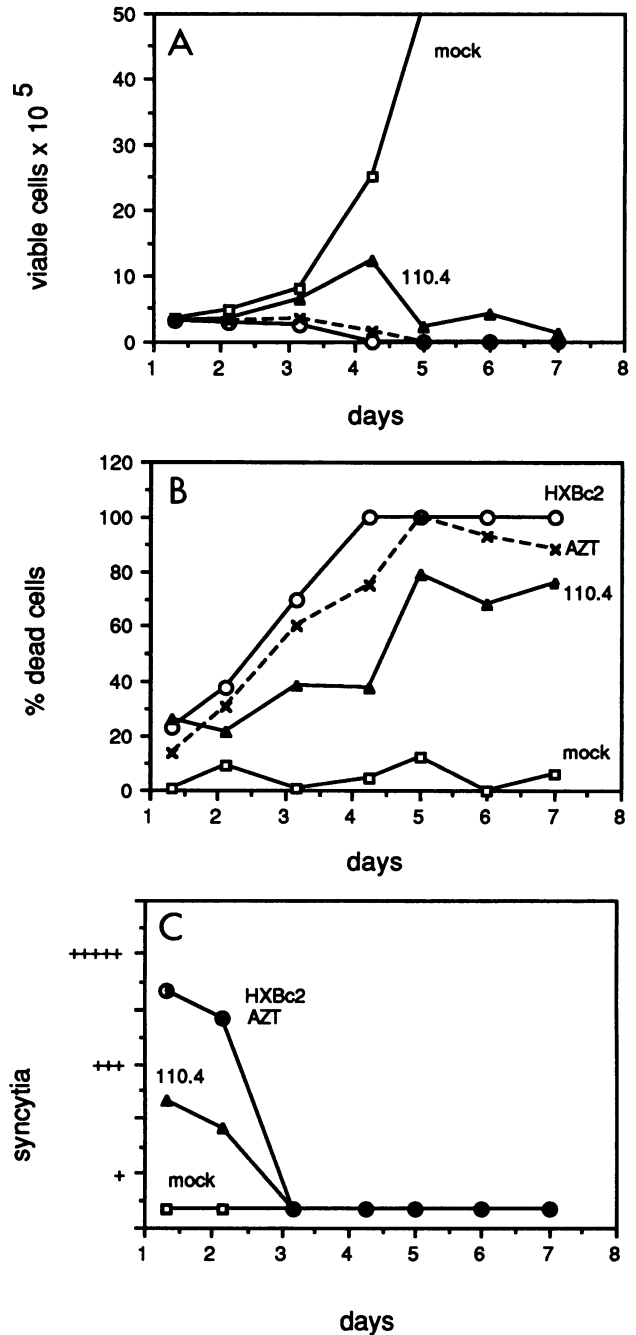 A
50
40
30
20
10
0
viable cells x 10 5
mock
110.4
1 2 3 4 5 6 7 8
days
B
120
100
80
60
40
20
0
% dead cells
HXBc2
AZT
110.4
mock
1 2 3 4 5 6 7 8
days
C
+++++
+++
+
syncytia
HXBc2
AZT
110.4
mock
1 2 3 4 5 6 7 8
days